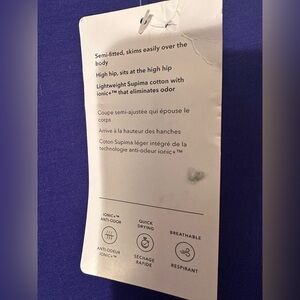 Semi-fitted, skims easily over the
body
High hip, sits at the high hip
Lightweight Supima cotton with
ionic+™ that eliminates odor
Coupe semi-ajustée qui épouse le
corps
Arrive à la hauteur des hanches
Coton Supima léger intégré de la
technologie anti-odeur ionic+™
IONIC+™
ANTI-ODOR
QUICK
DRYING
BREATHABLE
ANTI-ODEUR
IONIC+™
SÉCHAGE
RAPIDE
RESPIRANT